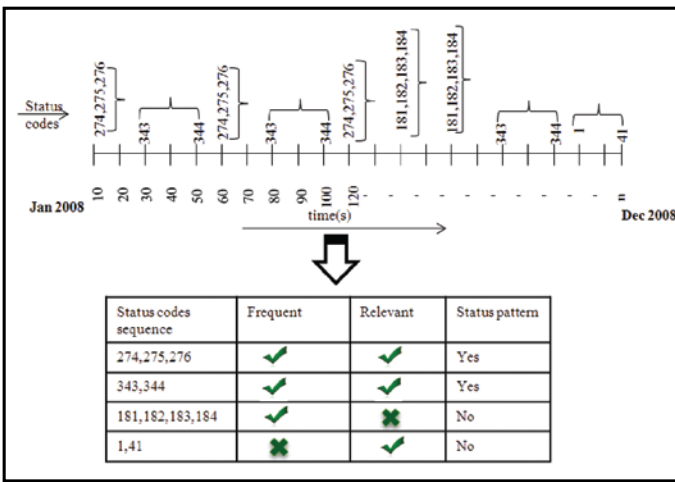 274,275,276
343
344
274,275,276
343
344
274,275,276
181,182,183,184
181,182,183,184
343
344
1
41
Status
codes
10 20 30 40 50 60 70 80 90 100 120 - - - - - - - - - n
Jan 2008
Dec 2008
time(s)
Status codes sequence Frequent Relevant Status pattern
274,275,276 ✔ ✔ Yes
343,344 ✔ ✔ Yes
181,182,183,184 ✔ ✖ No
1,41 ✖ ✔ No